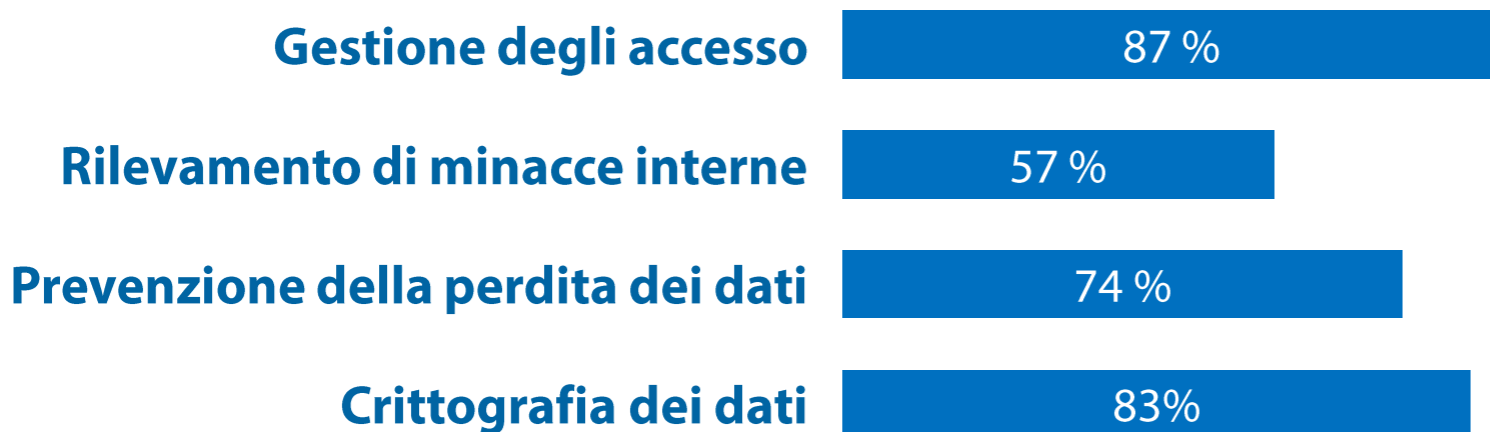 Gestione degli accesso 87 %
Rilevamento di minacce interne 57 %
Prevenzione della perdita dei dati 74 %
Crittografia dei dati 83%